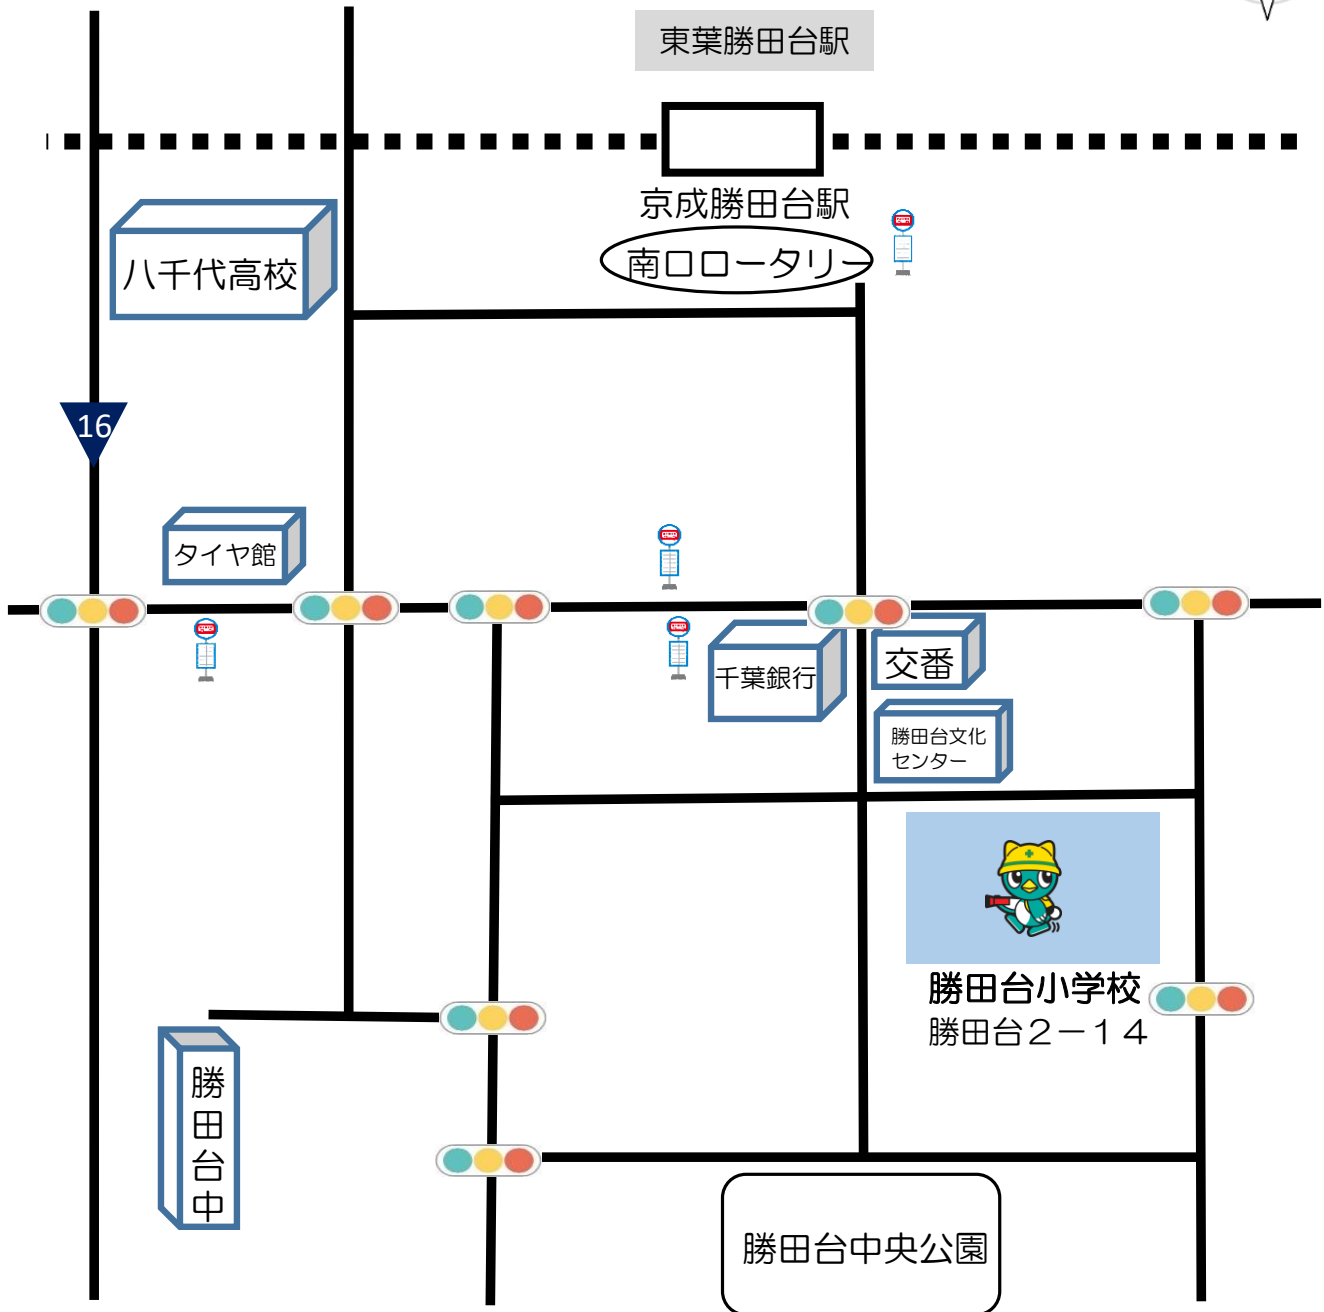 東葉勝田台駅
京成勝田台駅
南口ロータリー
八千代高校
16
タイヤ館
千葉銀行
交番
勝田台文化
センター
勝田台小学校
勝田台2-14
勝田台中
勝田台中央公園